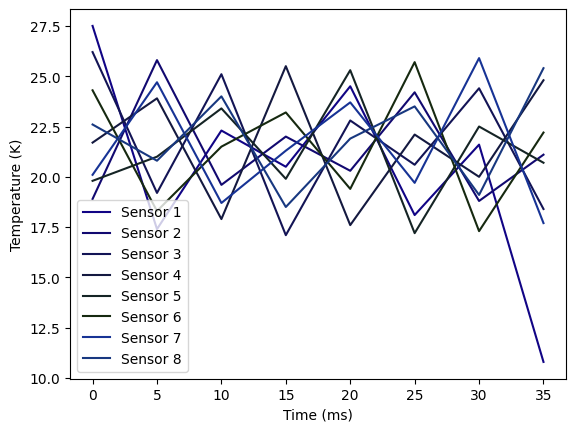 27.5
25.0
22.5
20.0
17.5
15.0
12.5
10.0
Temperature (K)
Sensor 1
Sensor 2
Sensor 3
Sensor 4
Sensor 5
Sensor 6
Sensor 7
Sensor 8
0 5 10 15 20 25 30 35
Time (ms)